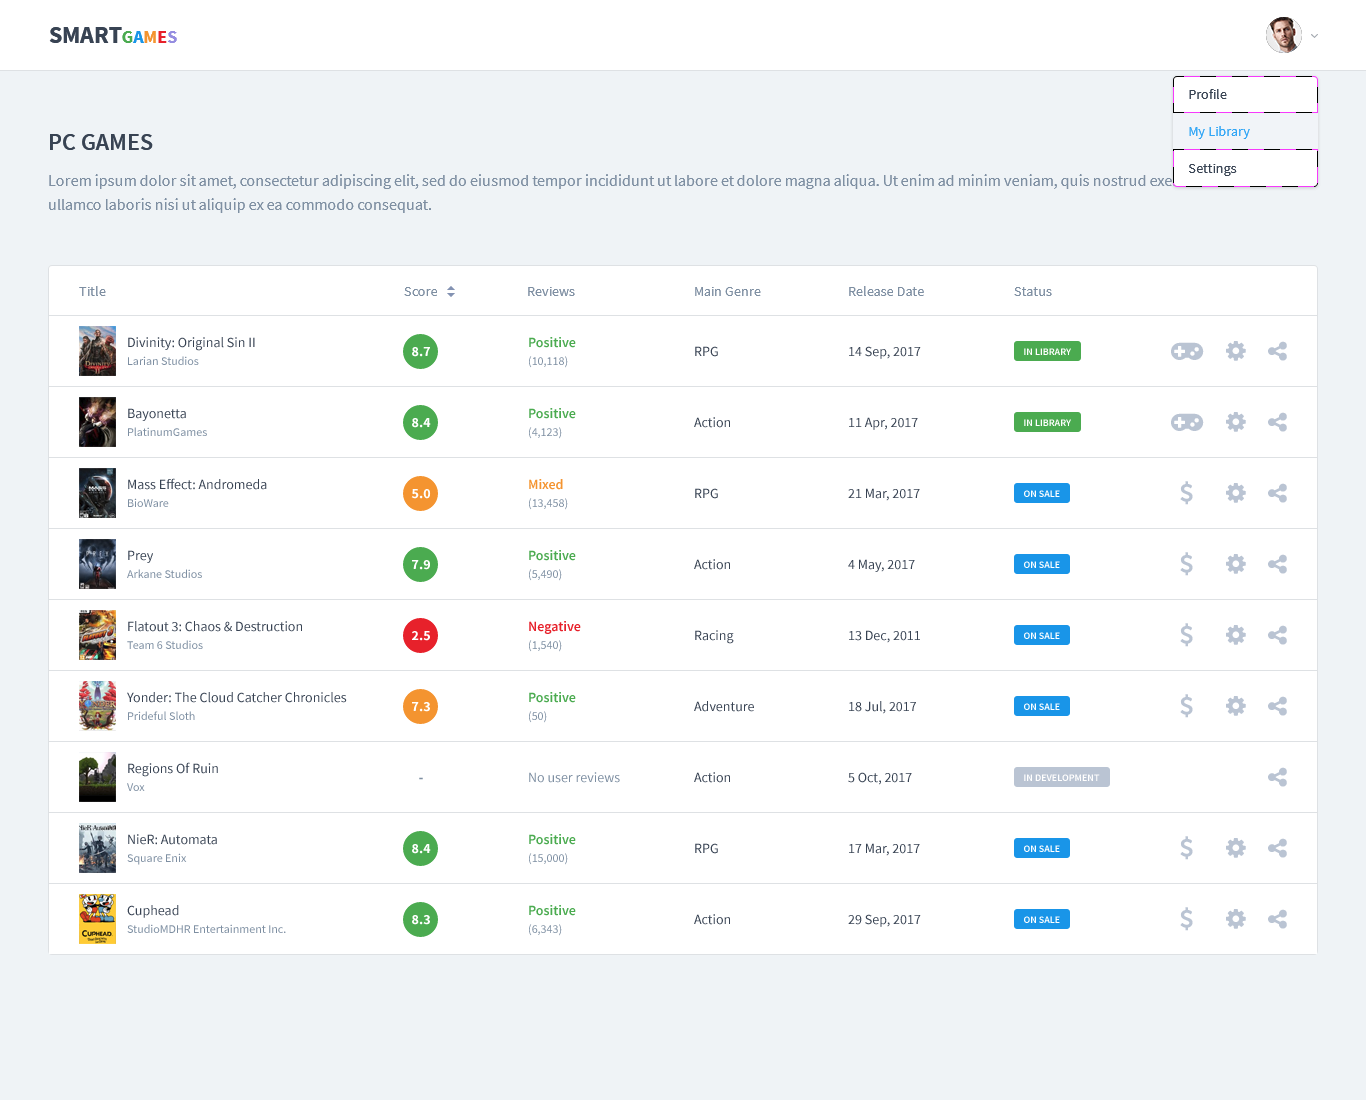 SMARTGAMES
Profile
My Library
Settings
PC GAMES
Lorem ipsum dolor sit amet, consectetur adipiscing elit, sed do eiusmod tempor incididunt ut labore et dolore magna aliqua. Ut enim ad minim veniam, quis nostrud exe
ullamco laboris nisi ut aliquip ex ea commodo consequat.
Title Score Reviews Main Genre Release Date Status
Divinity: Original Sin II
Larian Studios
8.7
Positive
(10,118)
RPG
14 Sep, 2017
IN LIBRARY
Bayonetta
PlatinumGames
8.4
Positive
(4,123)
Action
11 Apr, 2017
IN LIBRARY
Mass Effect: Andromeda
BioWare
5.0
Mixed
(13,458)
RPG
21 Mar, 2017
ON SALE
Prey
Arkane Studios
7.9
Positive
(5,490)
Action
4 May, 2017
ON SALE
Flatout 3: Chaos & Destruction
Team 6 Studios
2.5
Negative
(1,540)
Racing
13 Dec, 2011
ON SALE
Yonder: The Cloud Catcher Chronicles
Prideful Sloth
7.3
Positive
(50)
Adventure
18 Jul, 2017
ON SALE
Regions Of Ruin
Vox
-
No user reviews
Action
5 Oct, 2017
IN DEVELOPMENT
NieR: Automata
Square Enix
8.4
Positive
(15,000)
RPG
17 Mar, 2017
ON SALE
CUPHEAD
Cuphead
StudioMDHR Entertainment Inc.
8.3
Positive
(6,343)
Action
29 Sep, 2017
ON SALE